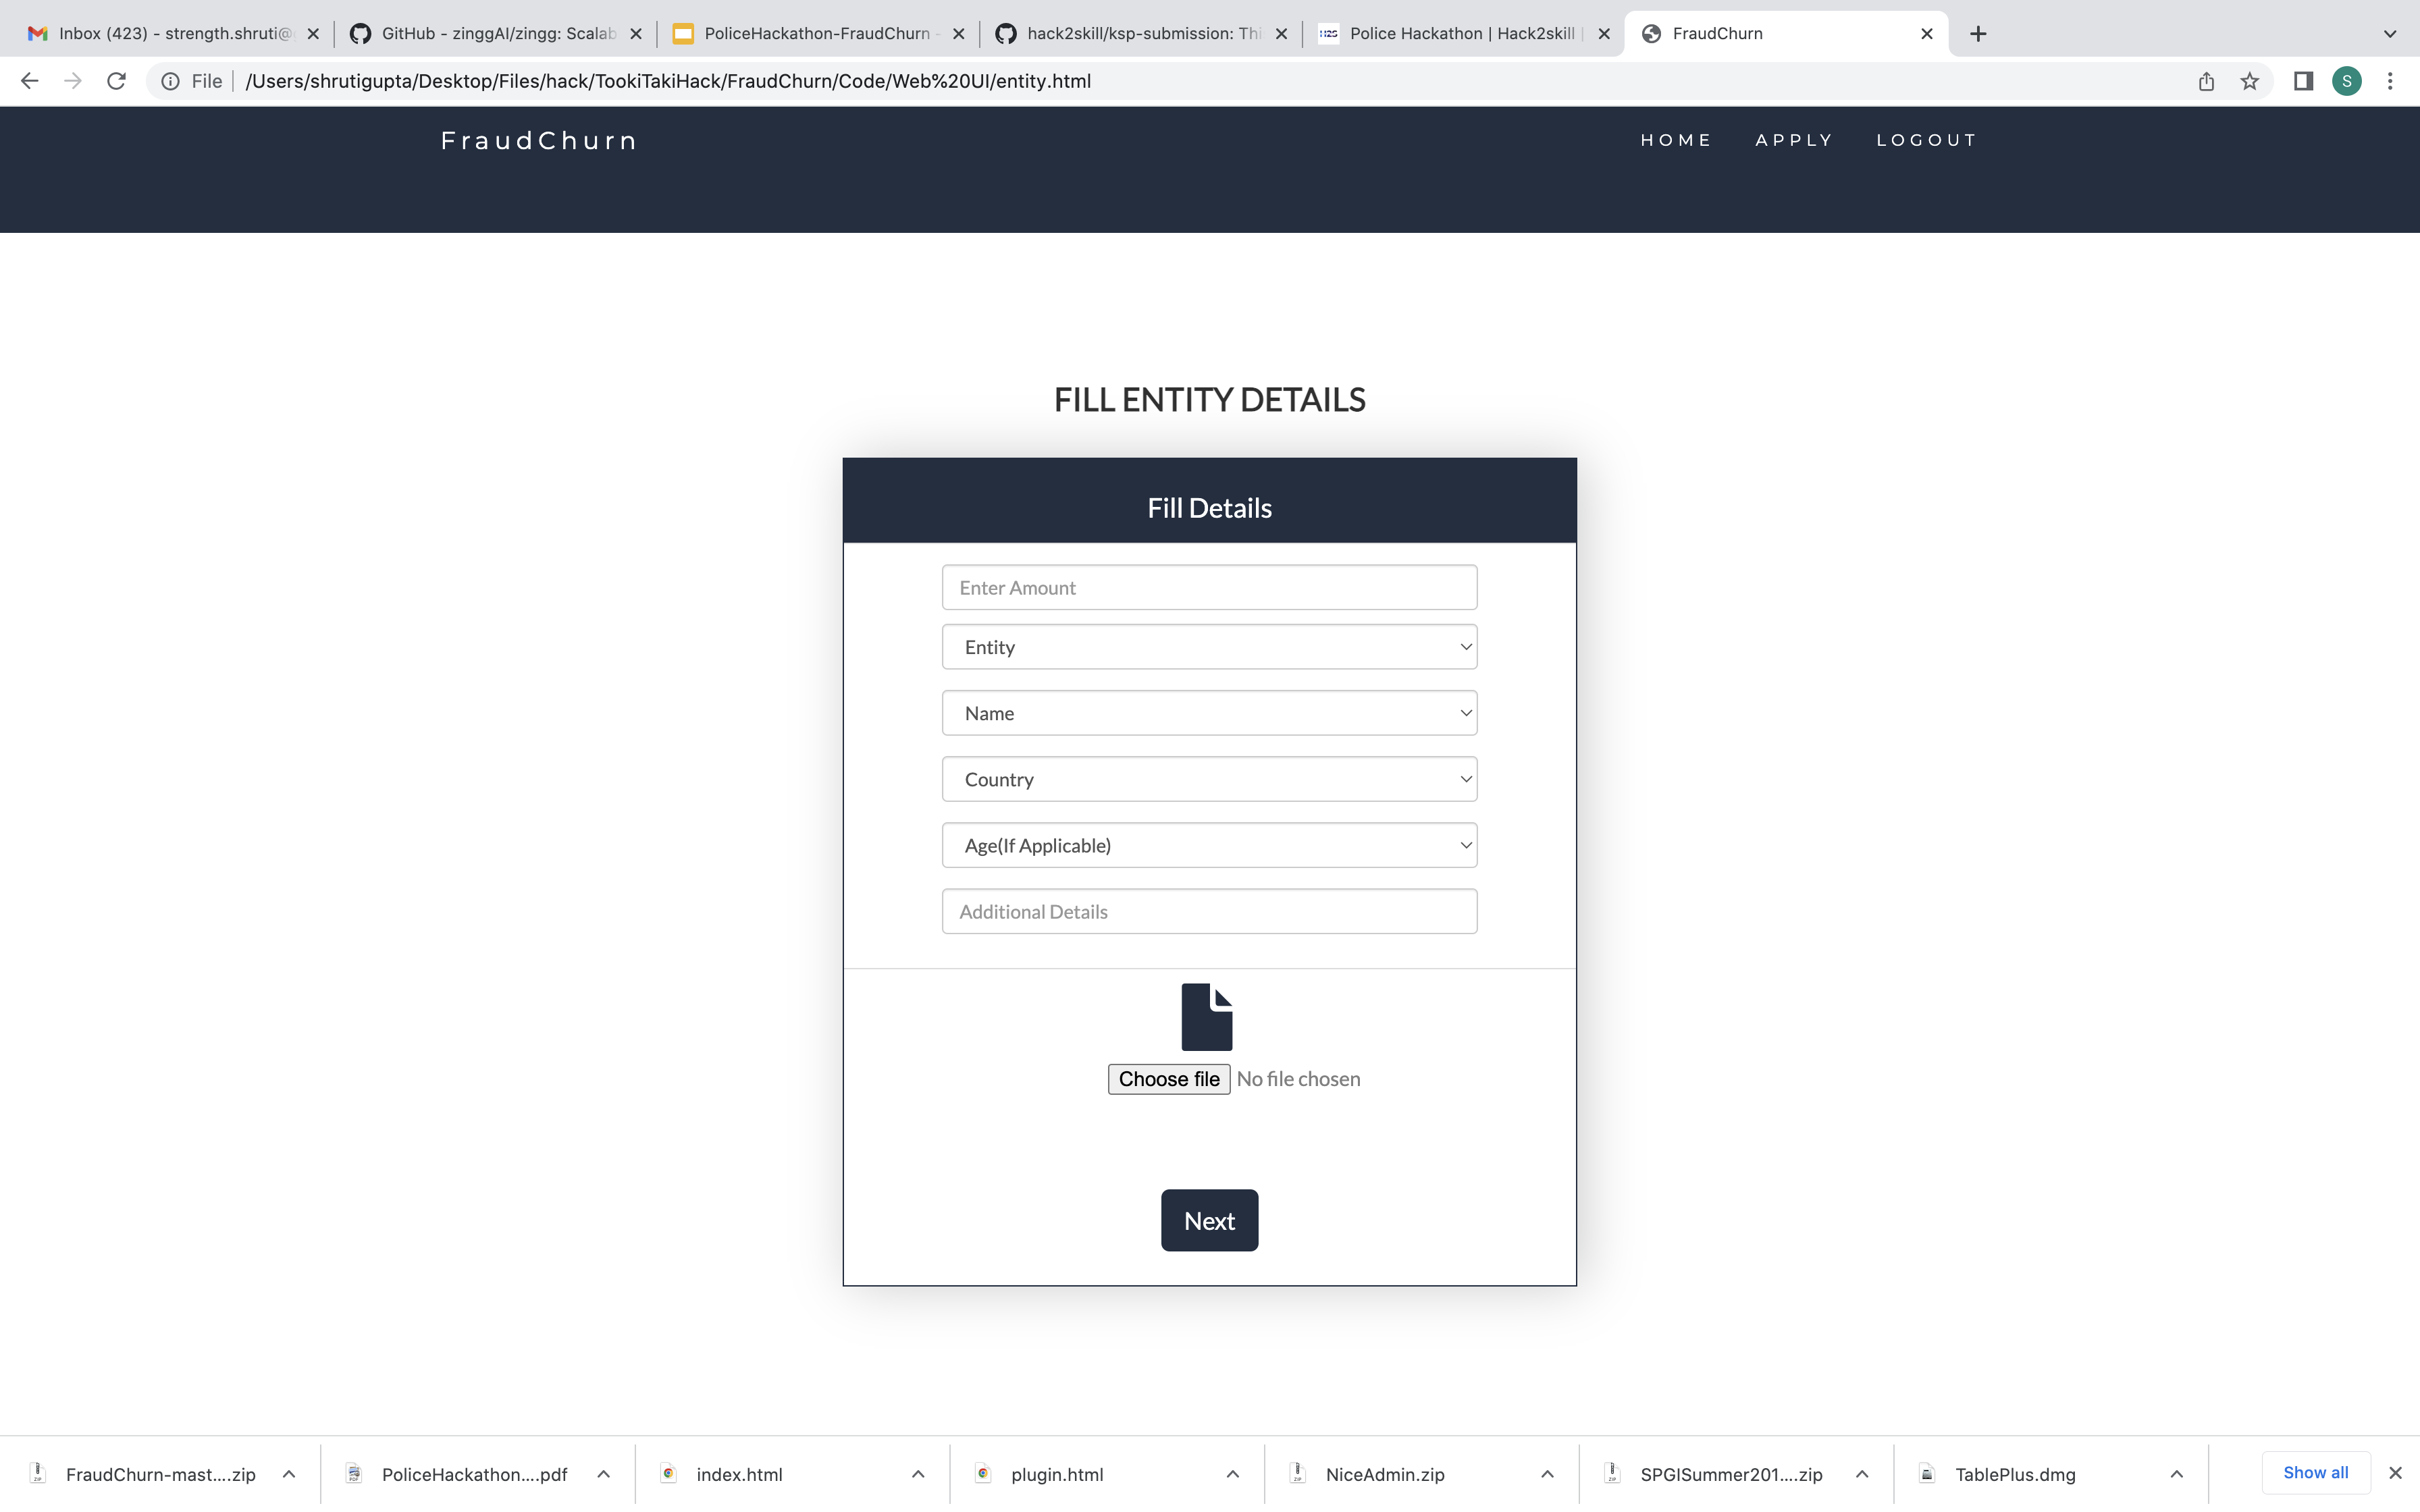 Inbox (423) - strength.shruti@
GitHub - zinggAI/zingg: Scalab
PoliceHackathon-FraudChurn -
hack2skill/ksp-submission: Thi
H2S Police Hackathon | Hack2skill |
FraudChurn
File
/Users/shrutigupta/Desktop/Files/hack/TookiTakiHack/FraudChurn/Code/Web%20UI/entity.html
S
FraudChurn
HOME
APPLY
LOGOUT
FILL ENTITY DETAILS
Fill Details
Enter Amount
Entity
Name
Country
Age(If Applicable)
Additional Details
Choose file No file chosen
Next
FraudChurn-mast....zip
PoliceHackathon....pdf
index.html
plugin.html
NiceAdmin.zip
SPGISummer201....zip
TablePlus.dmg
Show all